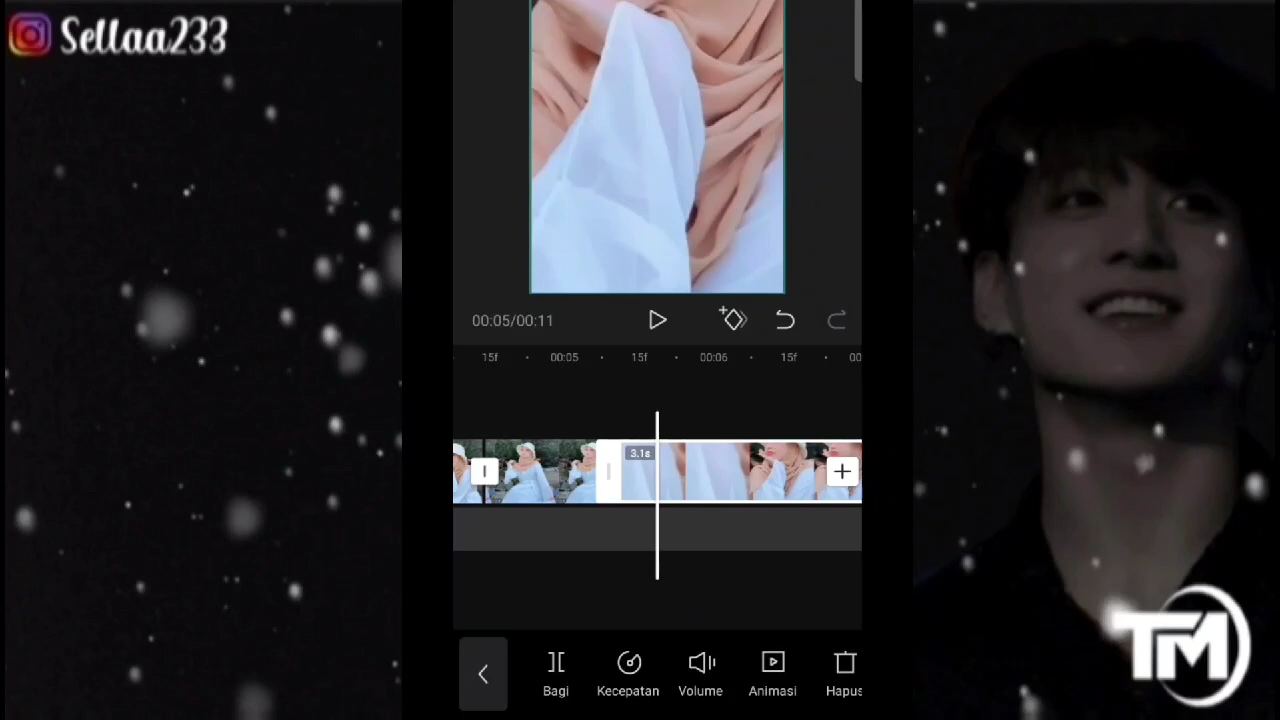 Sellaa233
00:05/00:11
15f
00:05
15f
00:06
15f
00
3.1s
Bagi
Kecepatan
Volume
Animasi
Hapus
TM